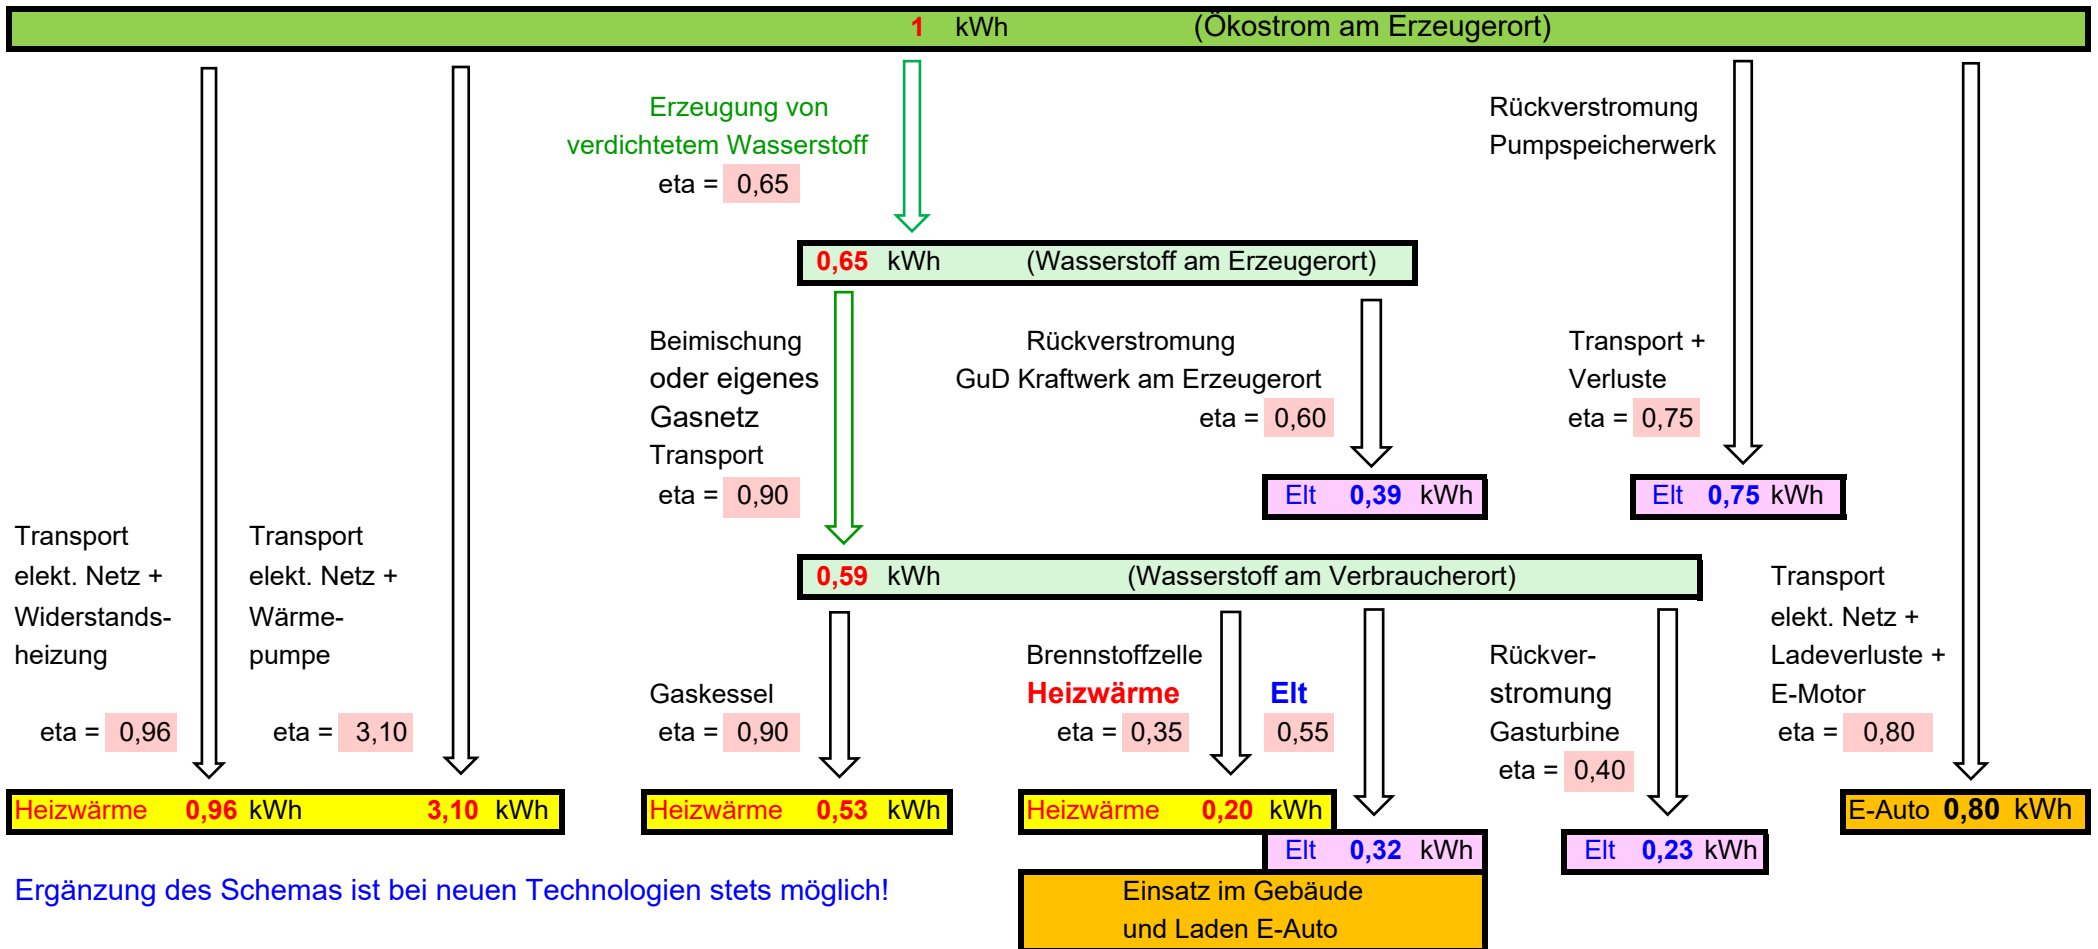 1 kWh (Ökostrom am Erzeugerort)
Erzeugung von
verdichtetem Wasserstoff
eta = 0,65
Rückverstromung
Pumpspeicherwerk
0,65 kWh (Wasserstoff am Erzeugerort)
Beimischung
oder eigenes
Gasnetz
Transport
eta = 0,90
Rückverstromung
GuD Kraftwerk am Erzeugerort
eta = 0,60
Transport +
Verluste
eta = 0,75
Elt 0,39 kWh
Elt 0,75 kWh
Transport
elekt. Netz +
Widerstands-
heizung
eta = 0,96
Transport
elekt. Netz +
Wärme-
pumpe
eta = 3,10
0,59 kWh (Wasserstoff am Verbraucherort)
Gaskessel
eta = 0,90
Brennstoffzelle
Heizwärme Elt
eta = 0,35 0,55
Rückver-
stromung
Gasturbine
eta = 0,40
Transport
elekt. Netz +
Ladeverluste +
E-Motor
eta = 0,80
Heizwärme 0,96 kWh 3,10 kWh
Heizwärme 0,53 kWh
Heizwärme 0,20 kWh
E-Auto 0,80 kWh
Elt 0,32 kWh
Elt 0,23 kWh
Ergänzung des Schemas ist bei neuen Technologien stets möglich!
Einsatz im Gebäude
und Laden E-Auto